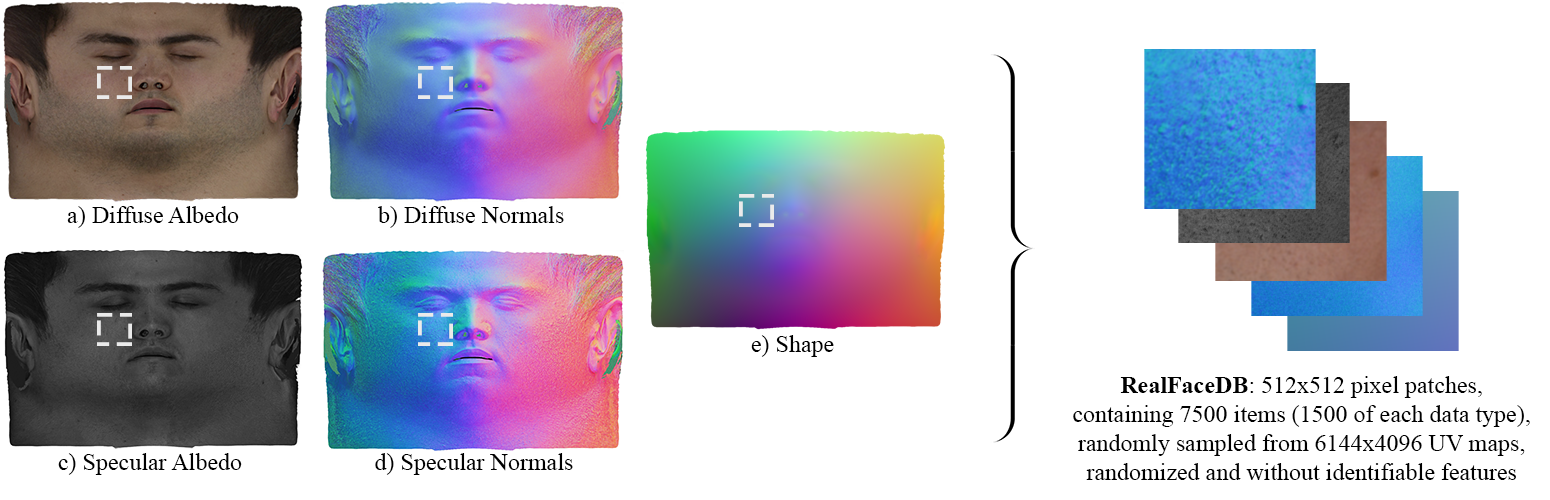 a) Diffuse Albedo
b) Diffuse Normals
c) Specular Albedo
d) Specular Normals
e) Shape
RealFaceDB: 512x512 pixel patches,
containing 7500 items (1500 of each data type),
randomly sampled from 6144x4096 UV maps,
randomized and without identifiable features